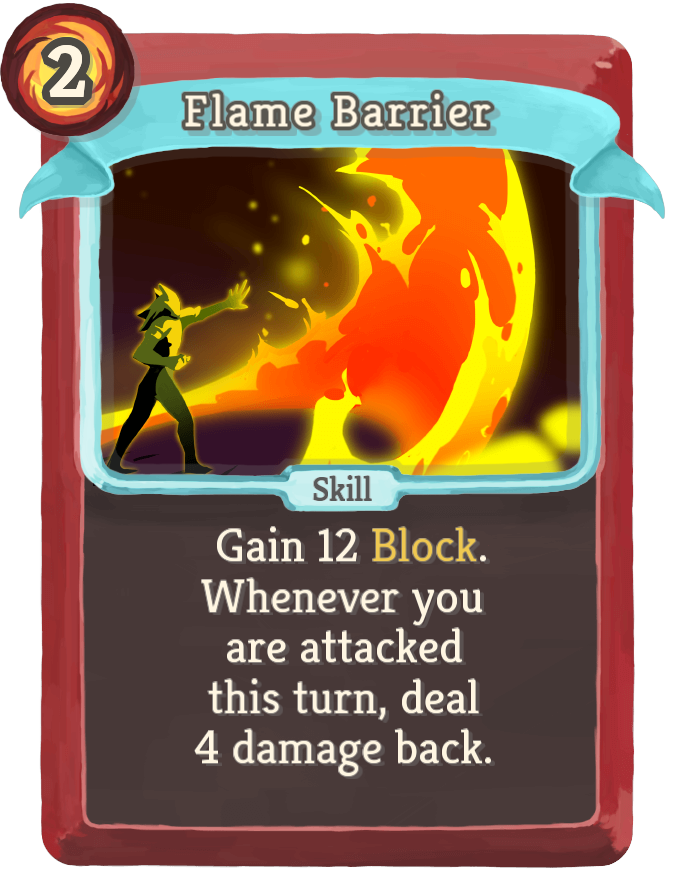 2
Flame Barrier
Skill
Gain 12 Block.
Whenever you
are attacked
this turn, deal
4 damage back.